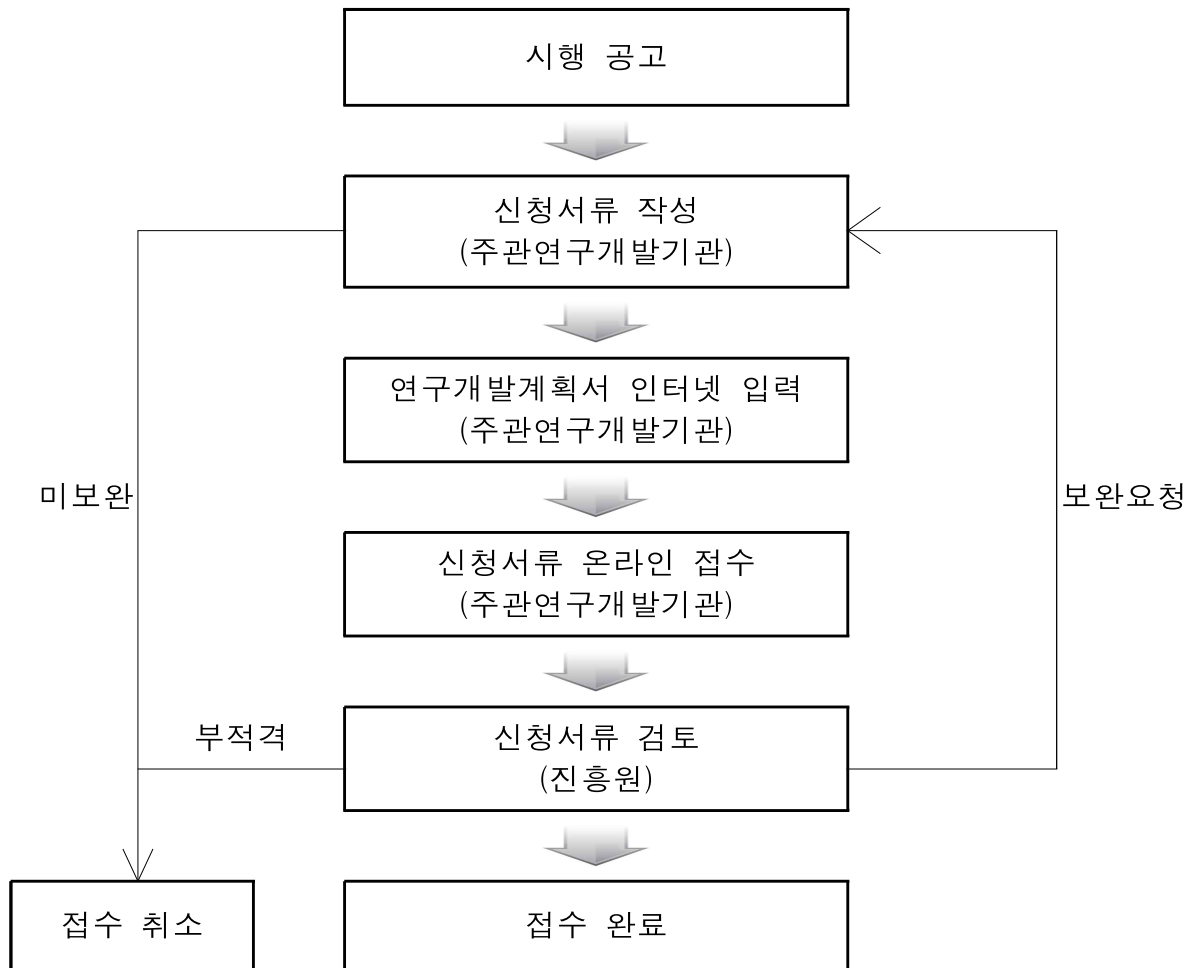 시행 공고
신청서류 작성
(주관연구개발기관)
연구개발계획서 인터넷 입력
(주관연구개발기관)
미보완
보완요청
신청서류 온라인 접수
(주관연구개발기관)
부적격
신청서류 검토
(진흥원)
접수 취소
접수 완료